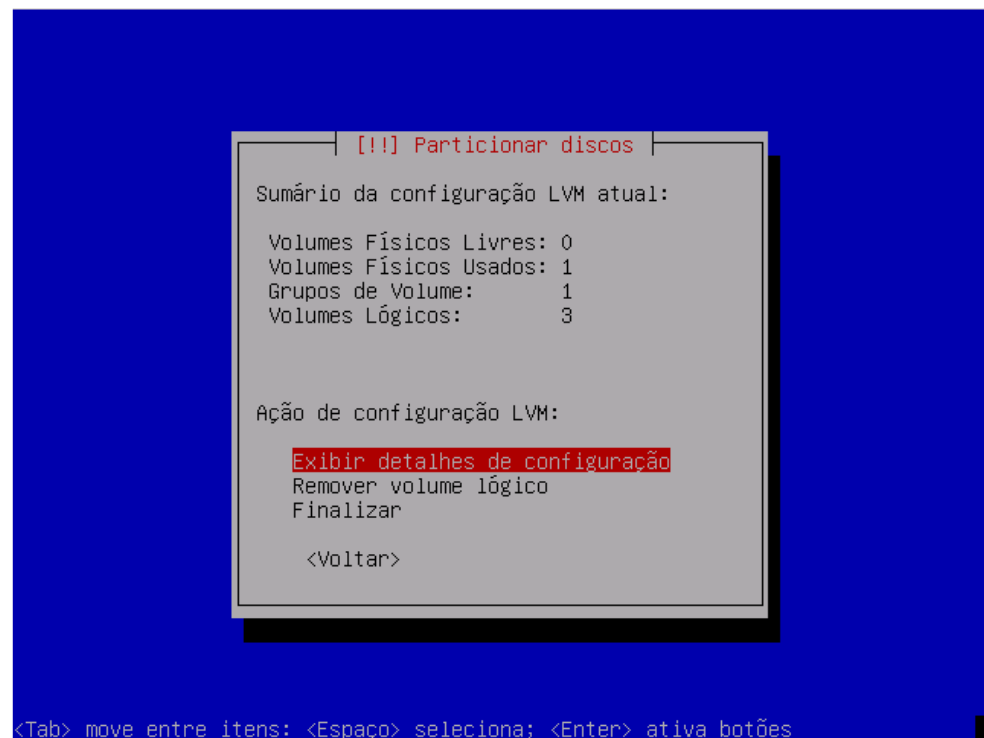 [!!] Particionar discos
Sumário da configuração LVM atual:
Volumes Físicos Livres: 0
Volumes Físicos Usados: 1
Grupos de Volume: 1
Volumes Lógicos: 3
Ação de configuração LVM:
Exibir detalhes de configuração
Remover volume lógico
Finalizar
<Voltar>
<Tab> move entre itens: <Espaço> seleciona; <Enter> ativa botões